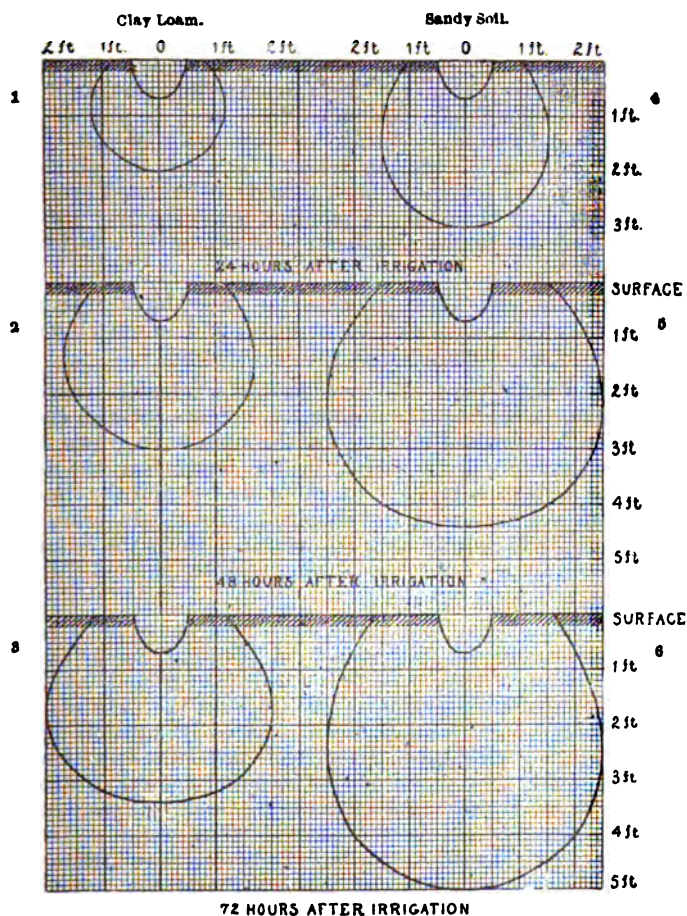 Clay Loam. Sandy Soil.
2 ft 1 ft. 0 1 ft 2 ft. 2 ft 1 ft 0 1 ft. 2 ft
1 4
1 ft.
2 ft.
3 ft.
24 HOURS AFTER IRRIGATION
SURFACE
2 5
1 ft
2 ft
3 ft
4 ft
5 ft
48 HOURS AFTER IRRIGATION
SURFACE
3 6
1 ft
2 ft
3 ft
4 ft
5 ft
72 HOURS AFTER IRRIGATION